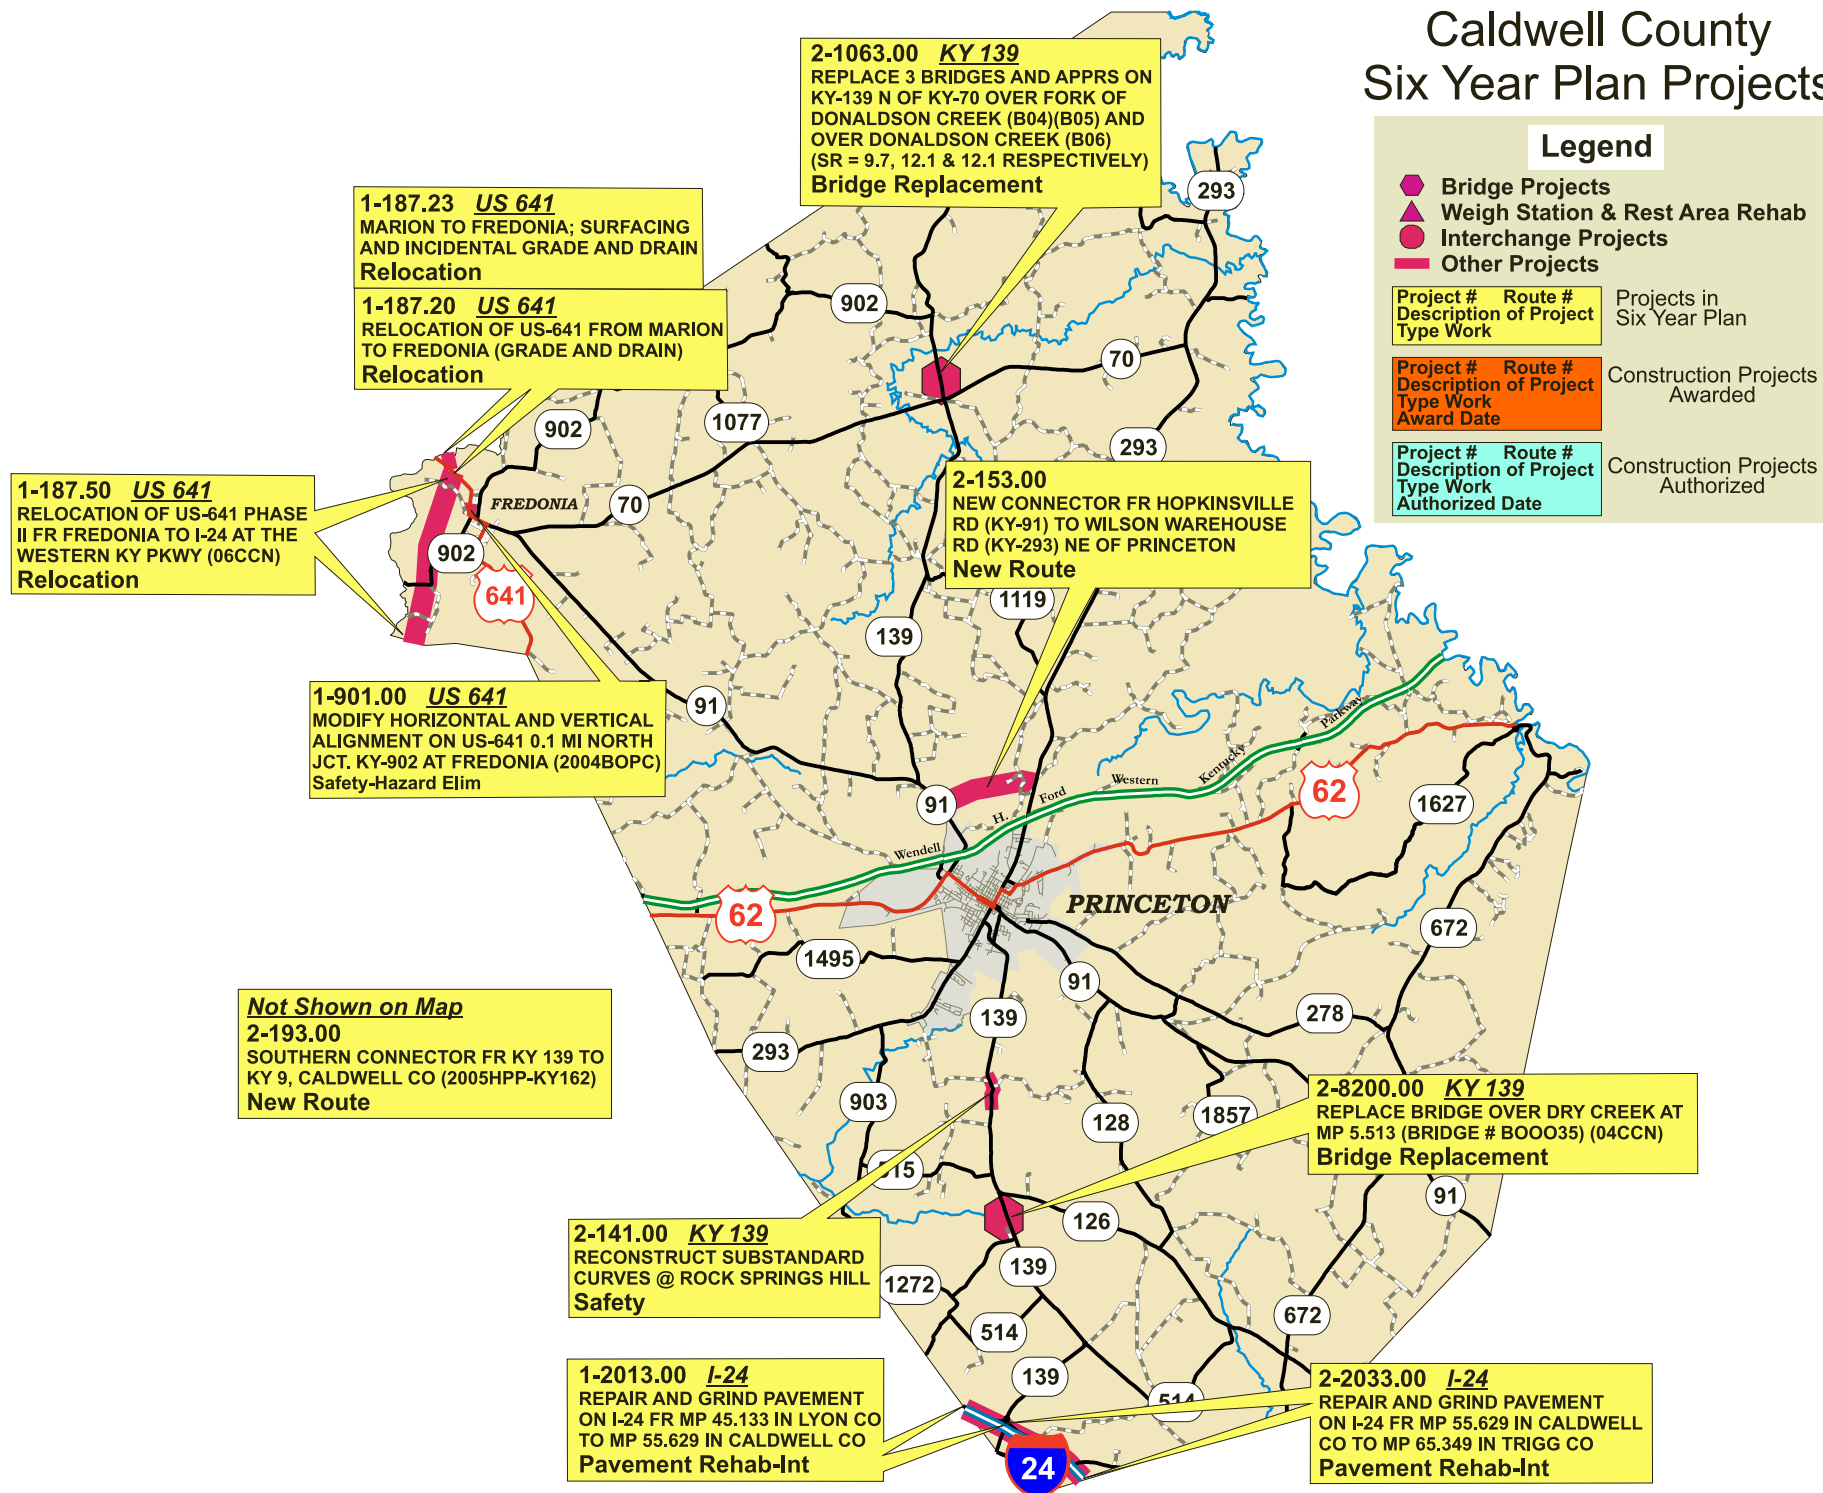 Caldwell County
Six Year Plan Projects
Legend
Bridge Projects
Weigh Station & Rest Area Rehab
Interchange Projects
Other Projects
Project # Route #
Description of Project
Type Work
Projects in
Six Year Plan
Project # Route #
Description of Project
Type Work
Award Date
Construction Projects
Awarded
Project # Route #
Description of Project
Type Work
Authorized Date
Construction Projects
Authorized
2-1063.00 KY 139
REPLACE 3 BRIDGES AND APPRS ON
KY-139 N OF KY-70 OVER FORK OF
DONALDSON CREEK (B04)(B05) AND
OVER DONALDSON CREEK (B06)
(SR = 9.7, 12.1 & 12.1 RESPECTIVELY)
Bridge Replacement
1-187.23 US 641
MARION TO FREDONIA; SURFACING
AND INCIDENTAL GRADE AND DRAIN
Relocation
1-187.20 US 641
RELOCATION OF US-641 FROM MARION
TO FREDONIA (GRADE AND DRAIN)
Relocation
293
902
70
1077
902
293
1-187.50 US 641
RELOCATION OF US-641 PHASE
II FR FREDONIA TO I-24 AT THE
WESTERN KY PKWY (06CCN)
Relocation
FREDONIA
70
902
641
2-153.00
NEW CONNECTOR FR HOPKINSVILLE
RD (KY-91) TO WILSON WAREHOUSE
RD (KY-293) NE OF PRINCETON
New Route
1119
139
1-901.00 US 641
MODIFY HORIZONTAL AND VERTICAL
ALIGNMENT ON US-641 0.1 MI NORTH
JCT. KY-902 AT FREDONIA (2004BOPC)
Safety-Hazard Elim
91
91
Wendell H. Ford Western Kentucky Parkway
62
1627
62
PRINCETON
672
1495
91
139
278
293
Not Shown on Map
2-193.00
SOUTHERN CONNECTOR FR KY 139 TO
KY 9, CALDWELL CO (2005HPP-KY162)
New Route
903
128
1857
2-8200.00 KY 139
REPLACE BRIDGE OVER DRY CREEK AT
MP 5.513 (BRIDGE # BOOO35) (04CCN)
Bridge Replacement
515
91
126
2-141.00 KY 139
RECONSTRUCT SUBSTANDARD
CURVES @ ROCK SPRINGS HILL
Safety
139
1272
672
514
139
514
1-2013.00 I-24
REPAIR AND GRIND PAVEMENT
ON I-24 FR MP 45.133 IN LYON CO
TO MP 55.629 IN CALDWELL CO
Pavement Rehab-Int
24
2-2033.00 I-24
REPAIR AND GRIND PAVEMENT
ON I-24 FR MP 55.629 IN CALDWELL
CO TO MP 65.349 IN TRIGG CO
Pavement Rehab-Int